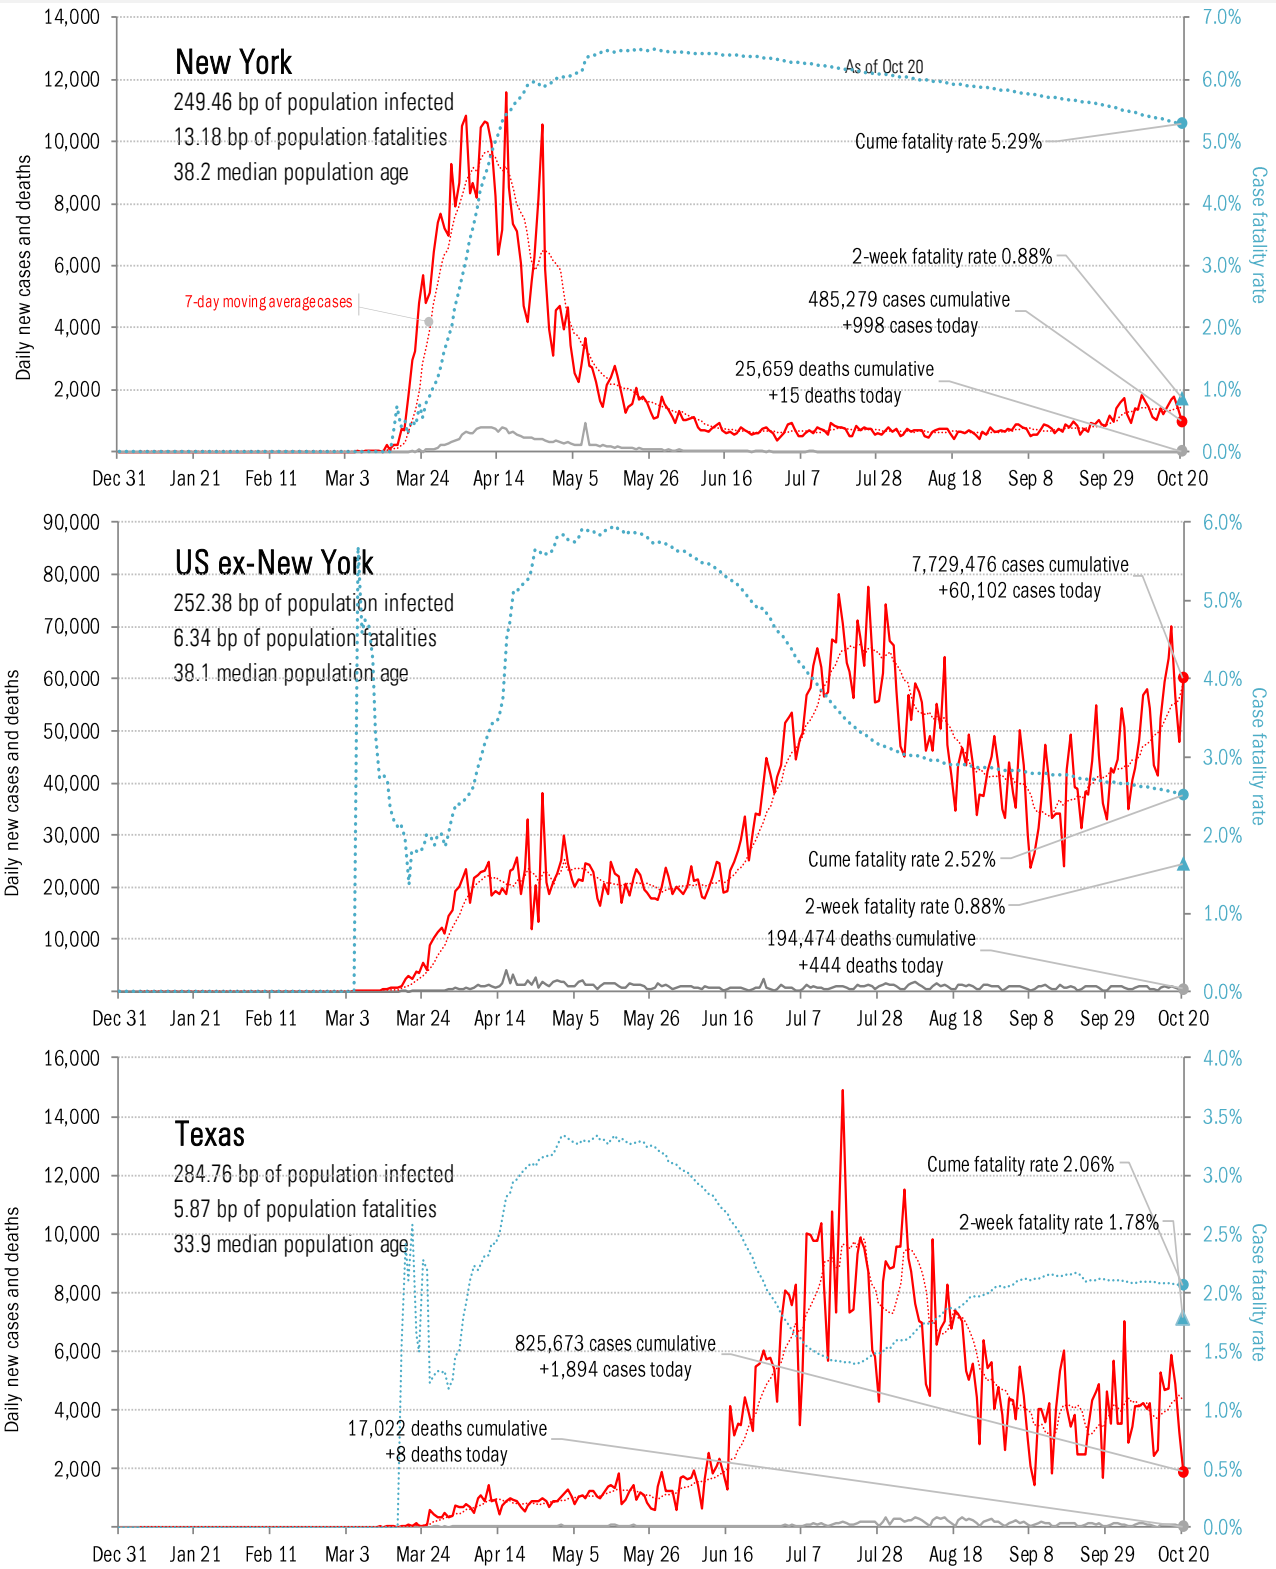 14,000
7.0%
New York
As of Oct 20
12,000
6.0%
249.46 bp of population infected
13.18 bp of population fatalities
10,000
Cume fatality rate 5.29%
5.0%
38.2 median population age
8,000
4.0%
2-week fatality rate 0.88%
6,000
3.0%
7-day moving average cases
485,279 cases cumulative
+998 cases today
4,000
2.0%
25,659 deaths cumulative
+15 deaths today
2,000
1.0%
0.0%
Daily new cases and deaths
Case fatality rate
Dec 31 Jan 21 Feb 11 Mar 3 Mar 24 Apr 14 May 5 May 26 Jun 16 Jul 7 Jul 28 Aug 18 Sep 8 Sep 29 Oct 20
90,000
6.0%
US ex-New York
7,729,476 cases cumulative
+60,102 cases today
80,000
252.38 bp of population infected
5.0%
70,000
6.34 bp of population fatalities
38.1 median population age
60,000
4.0%
50,000
3.0%
40,000
30,000
2.0%
Cume fatality rate 2.52%
20,000
2-week fatality rate 0.88%
1.0%
194,474 deaths cumulative
+444 deaths today
10,000
0.0%
Daily new cases and deaths
Case fatality rate
Dec 31 Jan 21 Feb 11 Mar 3 Mar 24 Apr 14 May 5 May 26 Jun 16 Jul 7 Jul 28 Aug 18 Sep 8 Sep 29 Oct 20
16,000
4.0%
14,000
3.5%
Texas
Cume fatality rate 2.06%
12,000
3.0%
284.76 bp of population infected
5.87 bp of population fatalities
2-week fatality rate 1.78%
10,000
2.5%
33.9 median population age
8,000
2.0%
825,673 cases cumulative
+1,894 cases today
6,000
1.5%
4,000
1.0%
17,022 deaths cumulative
+8 deaths today
2,000
0.5%
0.0%
Daily new cases and deaths
Case fatality rate
Dec 31 Jan 21 Feb 11 Mar 3 Mar 24 Apr 14 May 5 May 26 Jun 16 Jul 7 Jul 28 Aug 18 Sep 8 Sep 29 Oct 20